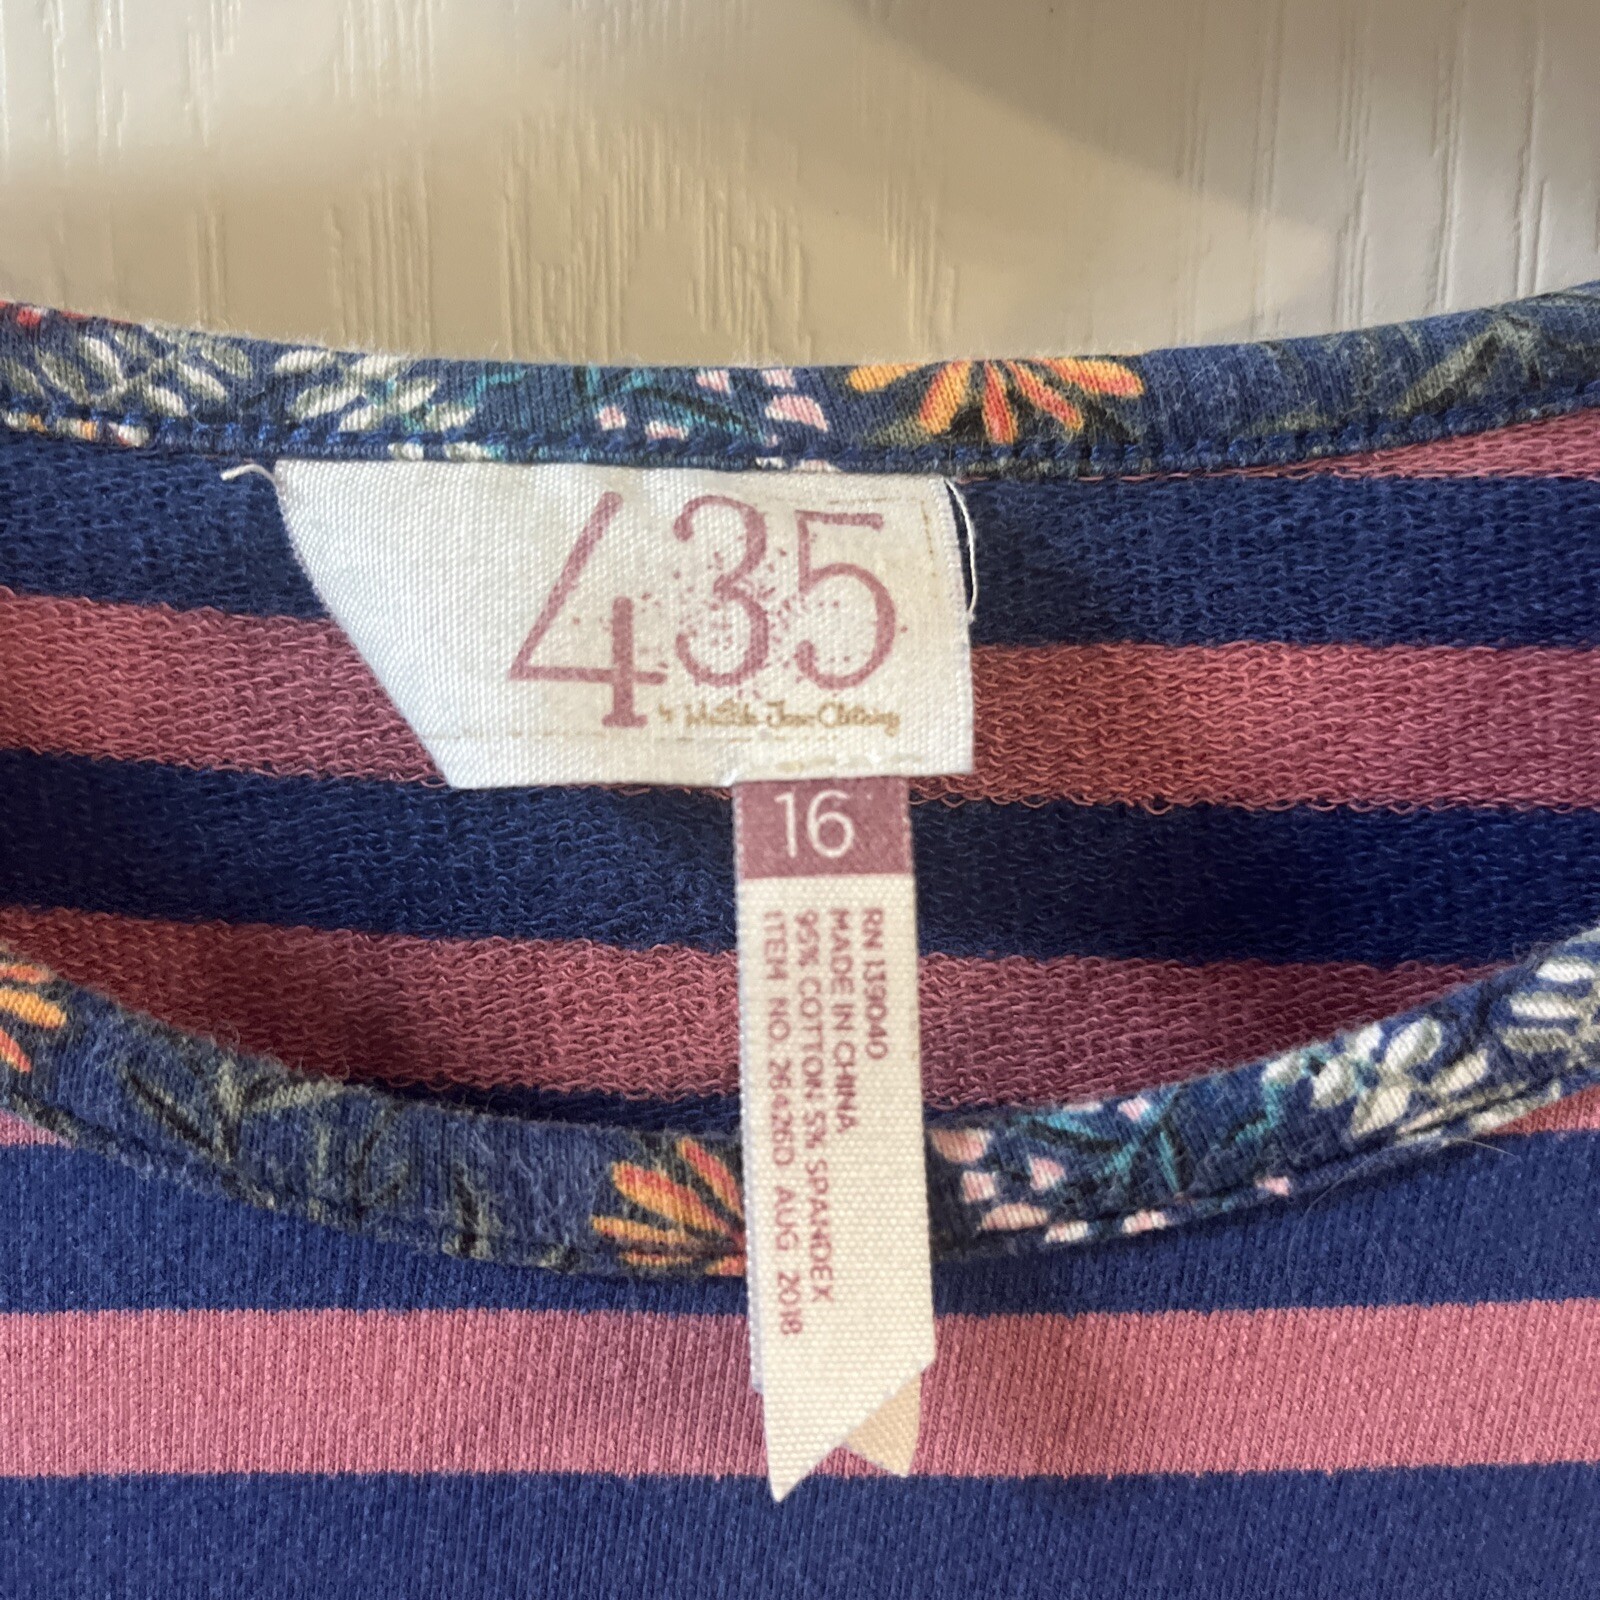 435
by Matilda Jane Clothing
16
RN 139040
MADE IN CHINA
95% COTTON 5% SPANDEX
ITEM NO. 26426D AUG 2018